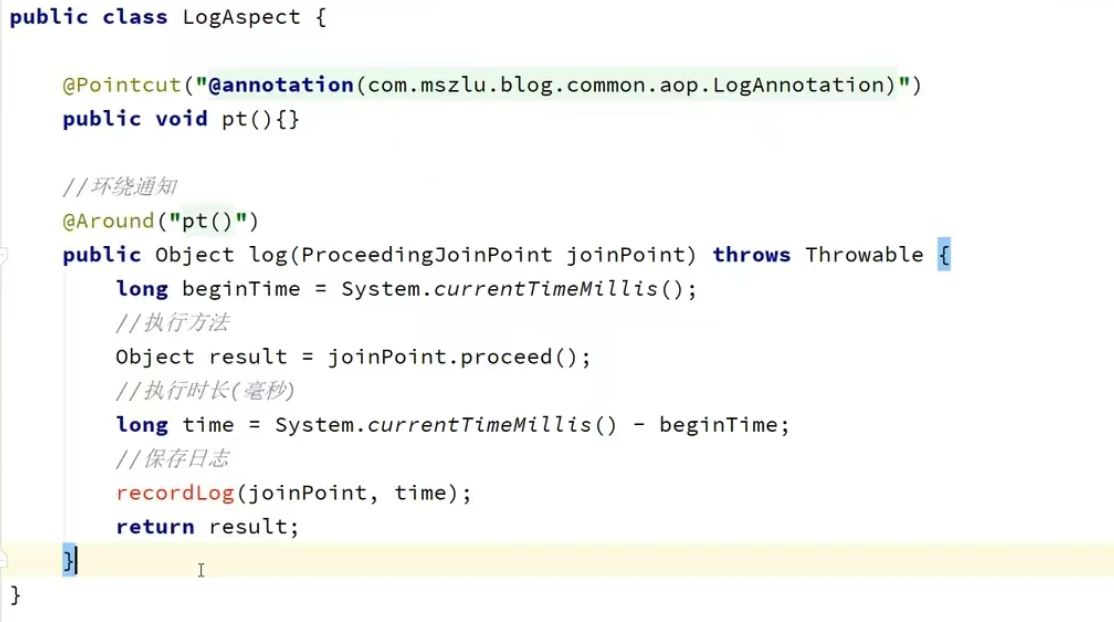 public class LogAspect {
@Pointcut("@annotation(com.mszlu.blog.common.aop.LogAnnotation)")
public void pt(){}
//环绕通知
@Around("pt()")
public Object log(ProceedingJoinPoint joinPoint) throws Throwable {
long beginTime = System.currentTimeMillis();
//执行方法
Object result = joinPoint.proceed();
//执行时长(毫秒)
long time = System.currentTimeMillis() - beginTime;
//保存日志
recordLog(joinPoint, time);
return result;
}
}